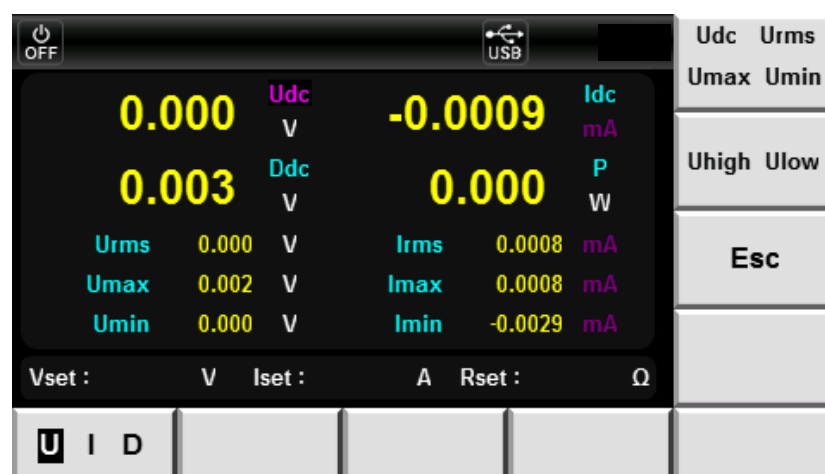 OFF USB
0.000 Udc V -0.0009 Idc mA
0.003 Ddc V 0.000 P W
Urms 0.000 V Irms 0.0008 mA
Umax 0.002 V Imax 0.0008 mA
Umin 0.000 V Imin -0.0029 mA
Vset : V Iset : A Rset : Ω
U I D
Udc Urms
Umax Umin
Uhigh Ulow
Esc